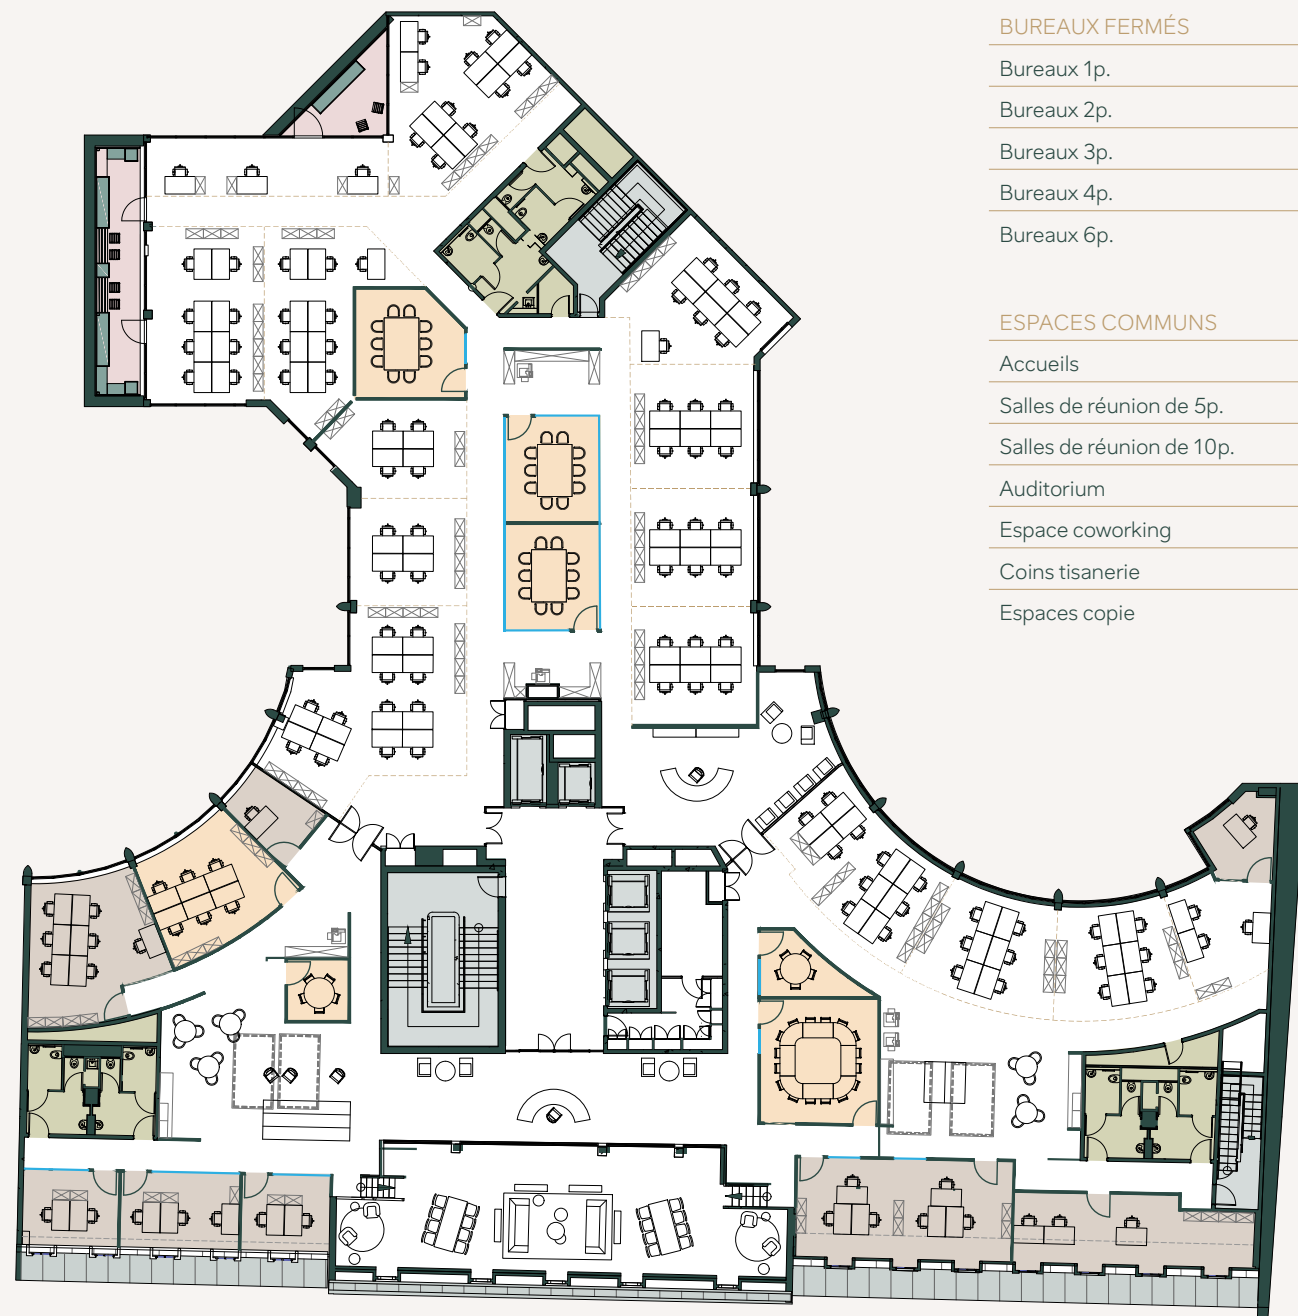 BUREAUX FERMÉS
Bureaux 1p.
Bureaux 2p.
Bureaux 3p.
Bureaux 4p.
Bureaux 6p.
ESPACES COMMUNS
Accueils
Salles de réunion de 5p.
Salles de réunion de 10p.
Auditorium
Espace coworking
Coins tisanerie
Espaces copie